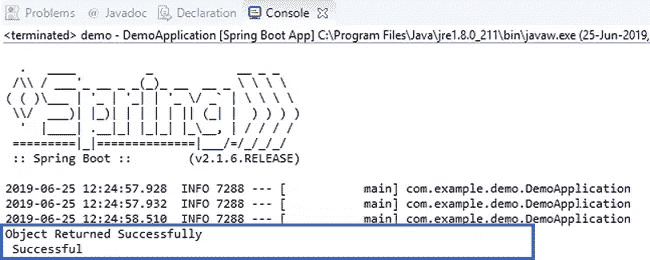 Problems @ Javadoc Declaration Console
<terminated> demo - DemoApplication [Spring Boot App] C:\Program Files\Java\jre1.8.0_211\bin\javaw.exe (25-Jun-2019,
Spring
:: Spring Boot :: (v2.1.6.RELEASE)
2019-06-25 12:24:57.928 INFO 7288 --- [ main] com.example.demo.DemoApplication
2019-06-25 12:24:57.932 INFO 7288 --- [ main] com.example.demo.DemoApplication
2019-06-25 12:24:58.510 INFO 7288 --- [ main] com.example.demo.DemoApplication
Object Returned Successfully
Successful